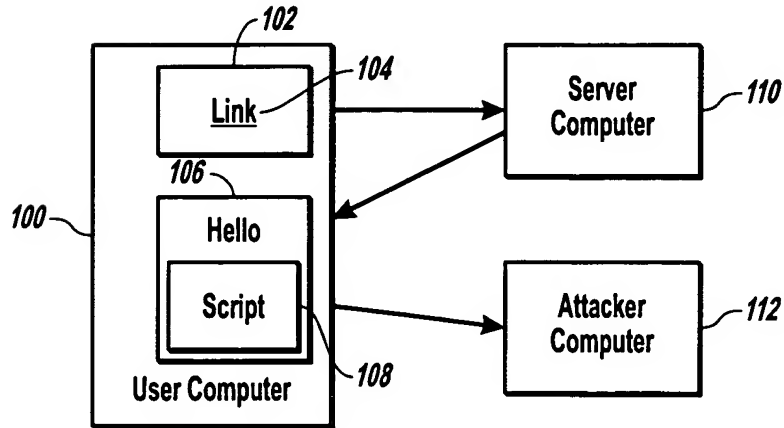 102
104
Link
106
100
Hello
Script
108
User Computer
Server
Computer
110
Attacker
Computer
112